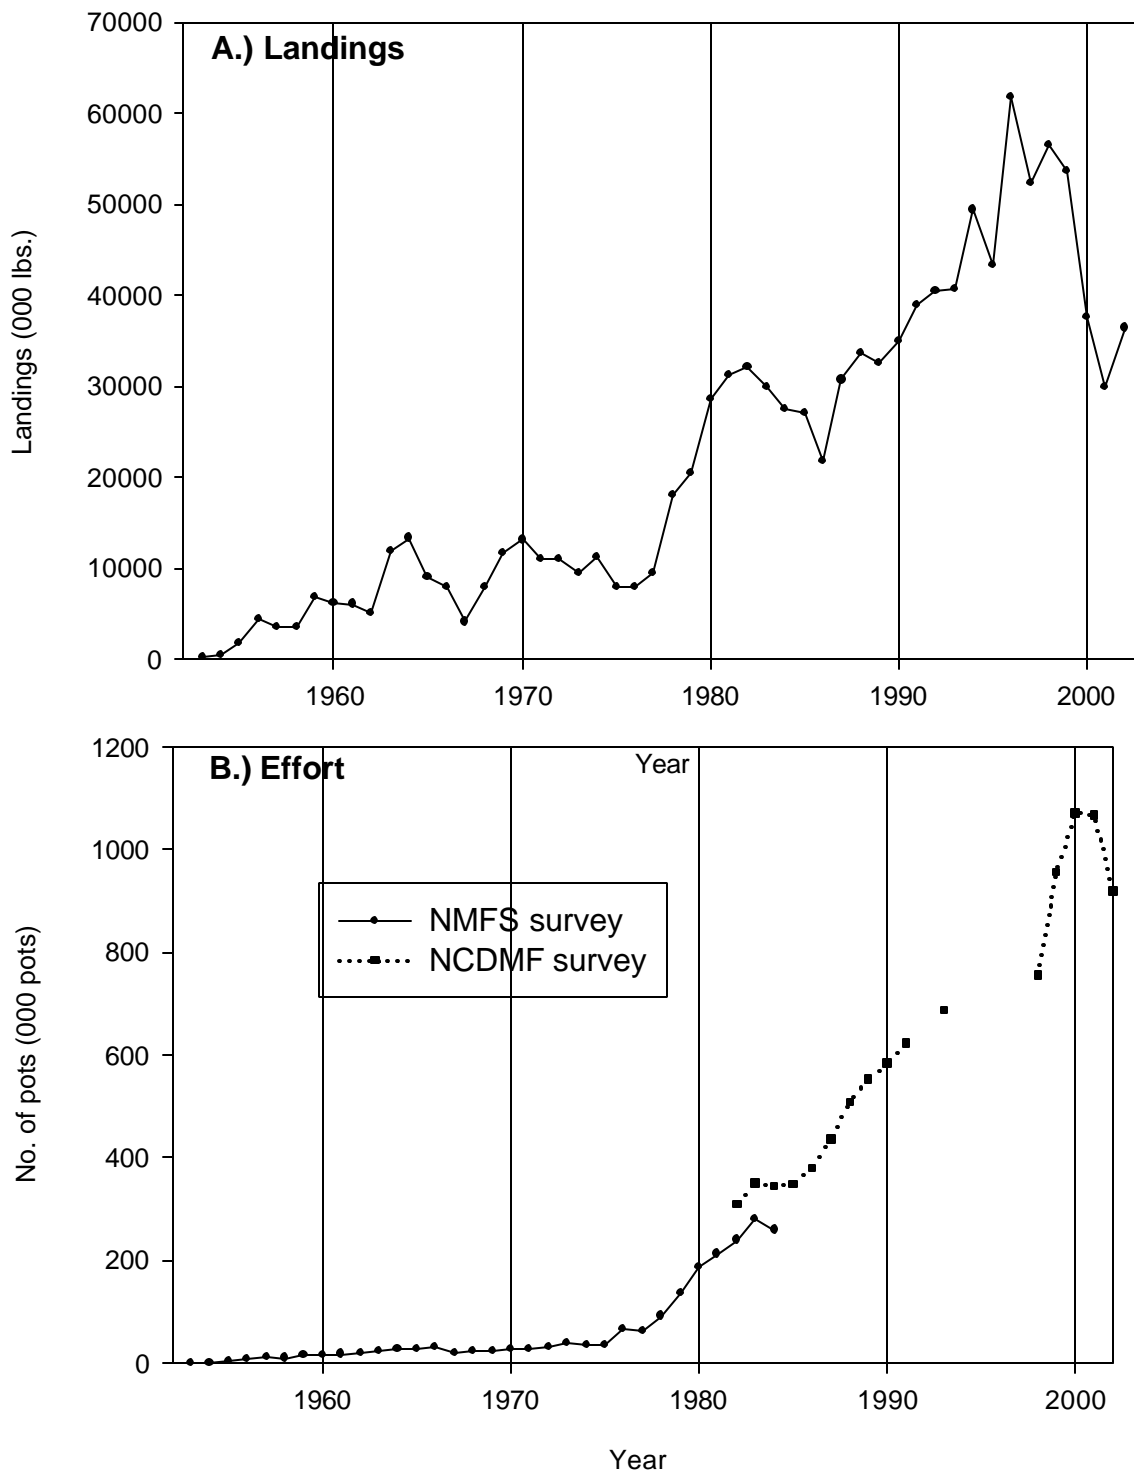 70000
A.) Landings
60000
50000
40000
30000
20000
10000
0
Landings (000 lbs.)
1960 1970 1980 1990 2000
Year
1200
B.) Effort
1000
800
600
400
200
0
No. of pots (000 pots)
NMFS survey
NCDMF survey
1960 1970 1980 1990 2000
Year